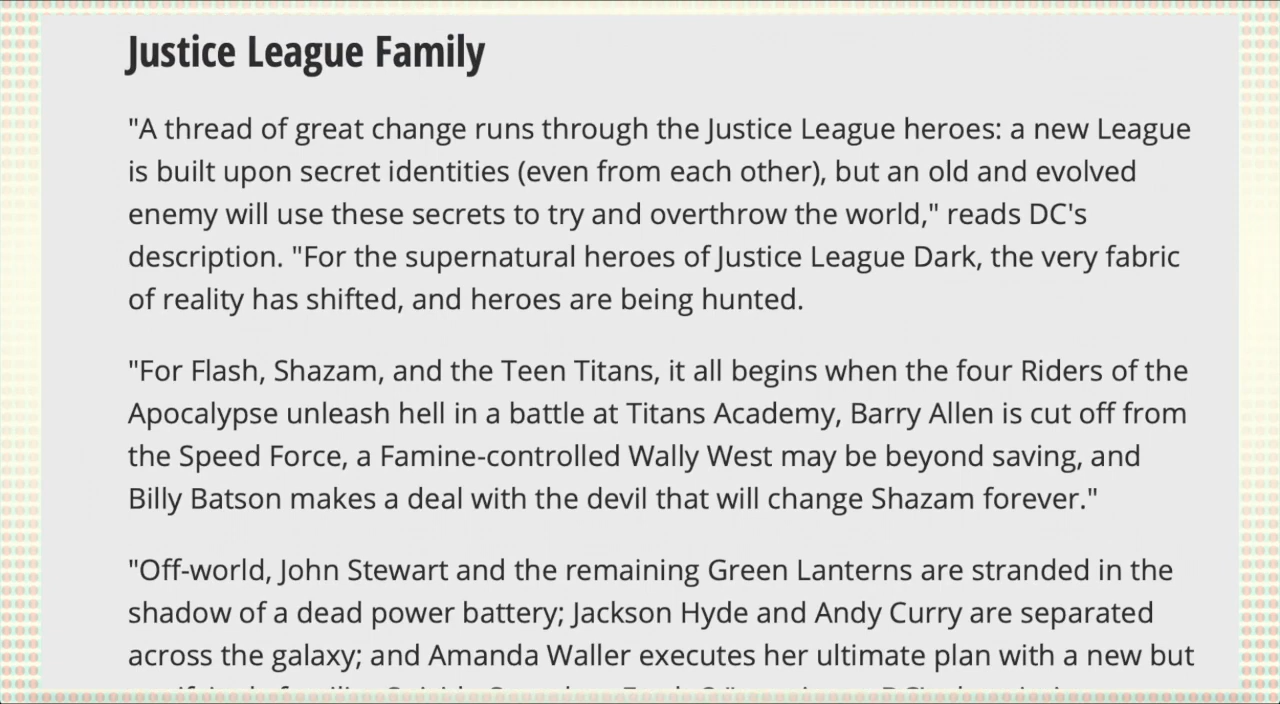 Justice League Family
"A thread of great change runs through the Justice League heroes: a new League
is built upon secret identities (even from each other), but an old and evolved
enemy will use these secrets to try and overthrow the world," reads DC's
description. "For the supernatural heroes of Justice League Dark, the very fabric
of reality has shifted, and heroes are being hunted.
"For Flash, Shazam, and the Teen Titans, it all begins when the four Riders of the
Apocalypse unleash hell in a battle at Titans Academy, Barry Allen is cut off from
the Speed Force, a Famine-controlled Wally West may be beyond saving, and
Billy Batson makes a deal with the devil that will change Shazam forever."
"Off-world, John Stewart and the remaining Green Lanterns are stranded in the
shadow of a dead power battery; Jackson Hyde and Andy Curry are separated
across the galaxy; and Amanda Waller executes her ultimate plan with a new but